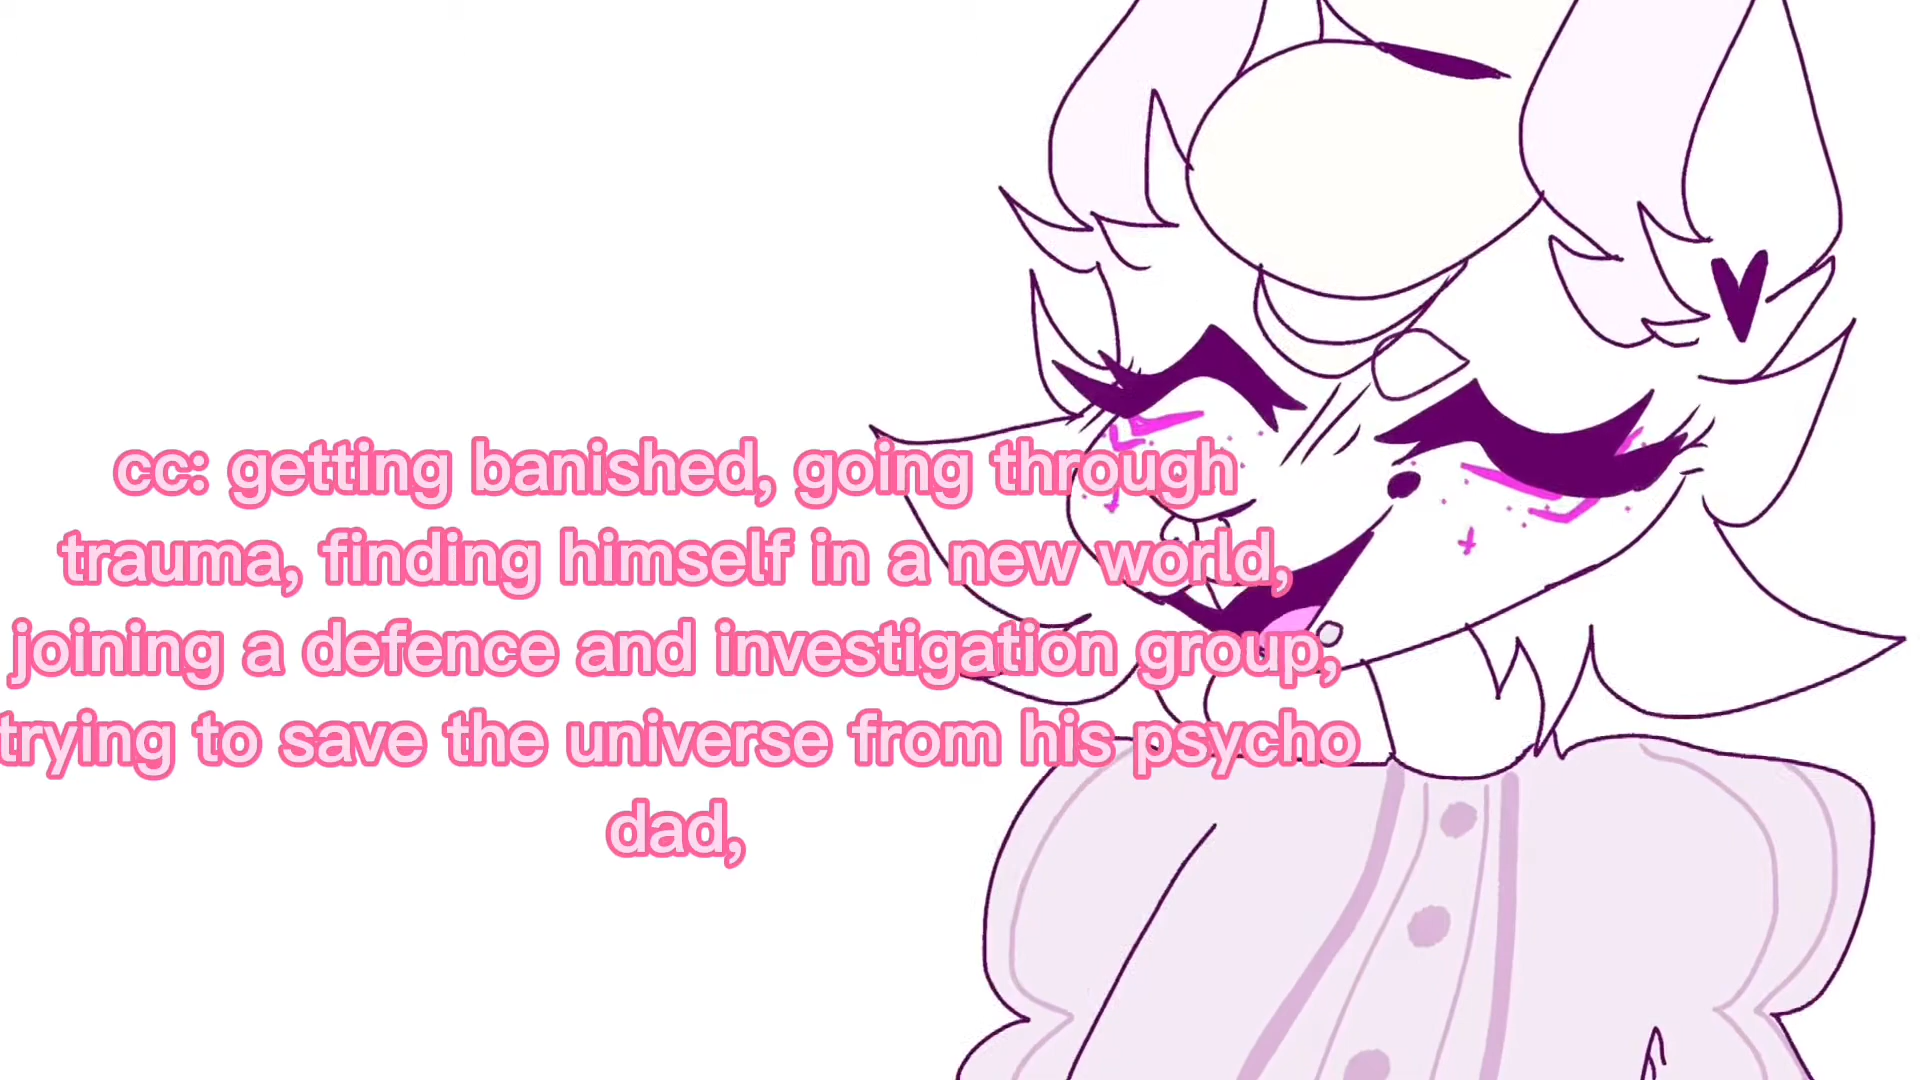 cc: getting banished, going through
trauma, finding himself in a new world,
joining a defence and investigation group,
trying to save the universe from his psycho
dad,